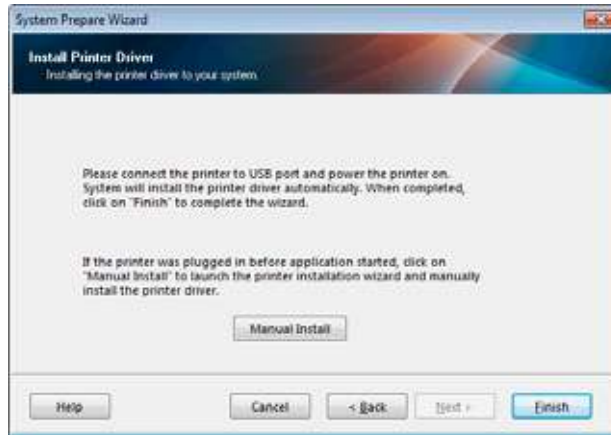 System Prepare Wizard
Install Printer Driver
Installing the printer driver to your system.
Please connect the printer to USB port and power the printer on.
System will install the printer driver automatically. When completed,
click on "Finish" to complete the wizard.
If the printer was plugged in before application started, click on
"Manual Install" to launch the printer installation wizard and manually
install the printer driver.
Manual Install
Help Cancel < Back Next > Finish